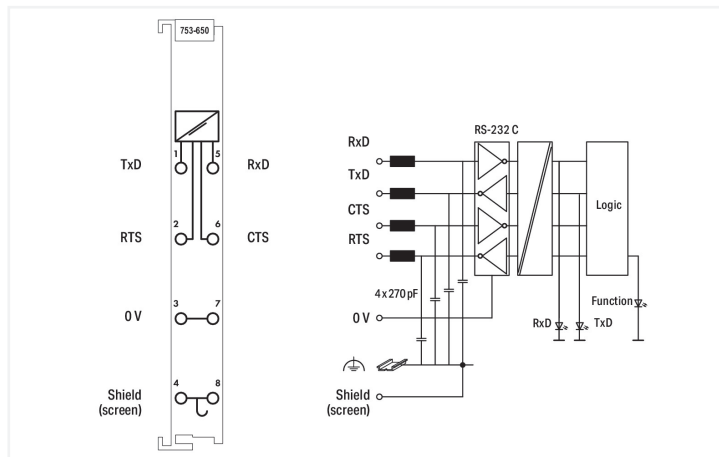 753-650
1 5
TxD RxD
2 6
RTS CTS
3 7
0 V
4 8
Shield
(screen)
RS-232 C
RxD
TxD
CTS
RTS
Logic
4 x 270 pF
Function
0 V
RxD TxD
Shield
(screen)